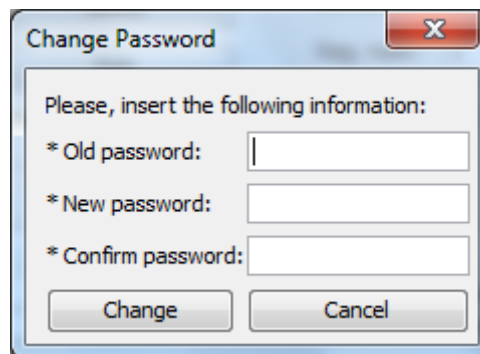 Change Password
Please, insert the following information:
* Old password:
* New password:
* Confirm password:
Change Cancel